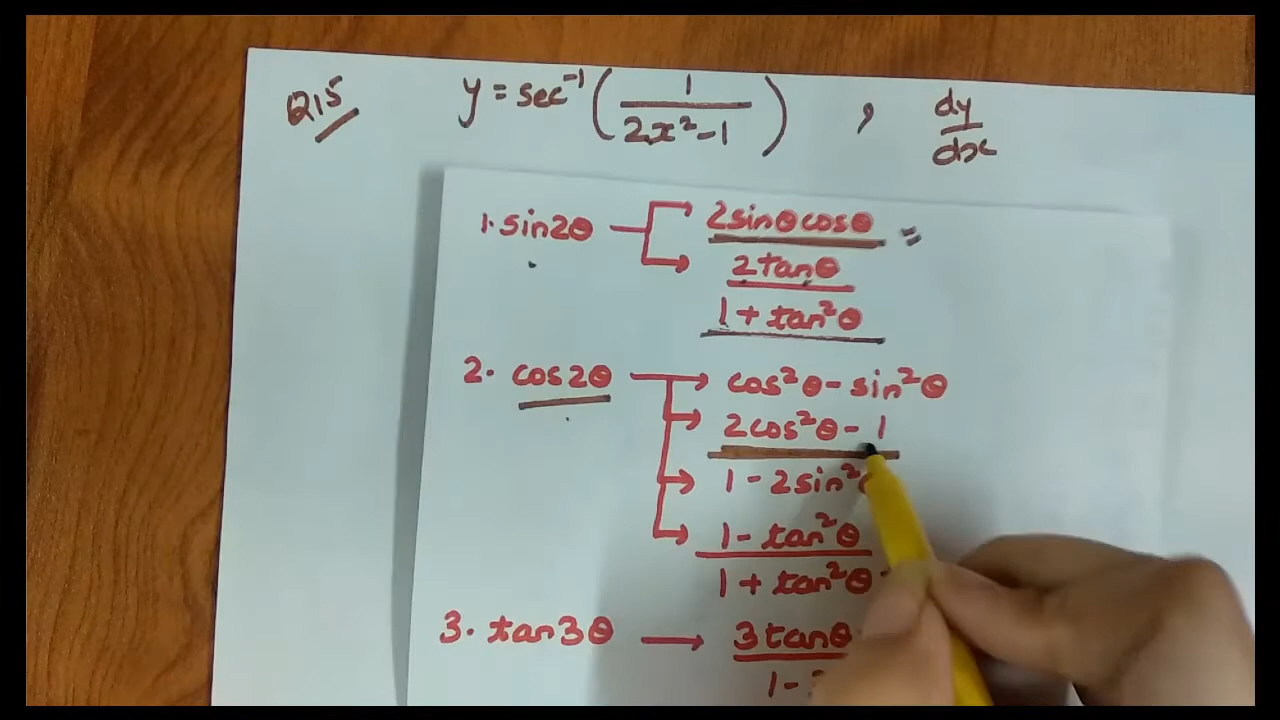 Q15 y = sec⁻¹ ( 1 / 2x² - 1 ) , dy/dx
1. sin2θ → 2sinθcosθ =
→ 2tanθ
1 + tan²θ
2. cos2θ → cos²θ - sin²θ
→ 2cos²θ - 1
→ 1 - 2sin²
→ 1 - tan²θ
1 + tan²θ
3. tan3θ → 3tanθ
1 -